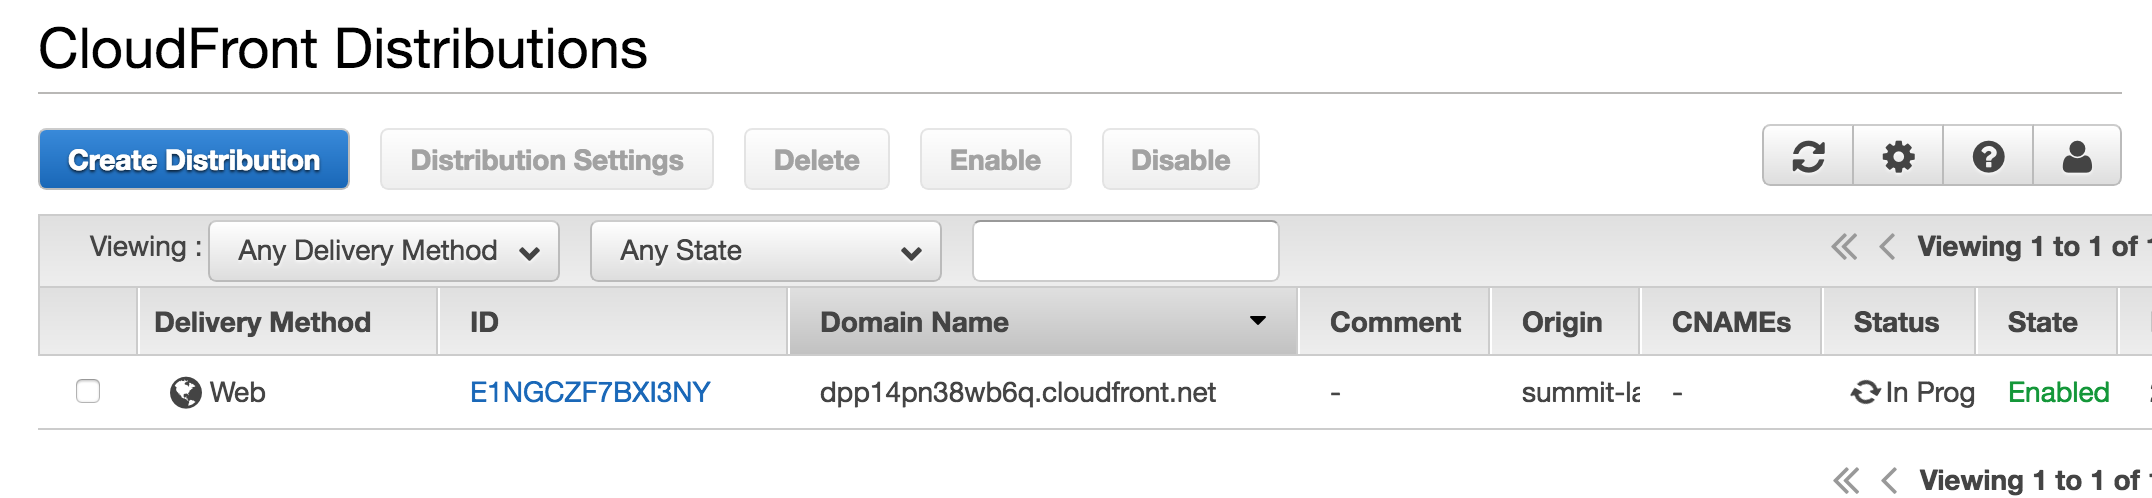 CloudFront Distributions
Create Distribution Distribution Settings Delete Enable Disable
Viewing : Any Delivery Method Any State Viewing 1 to 1 of
Delivery Method ID Domain Name Comment Origin CNAMEs Status State
Web E1NGCZF7BXI3NY dpp14pn38wb6q.cloudfront.net - summit-la - In Prog Enabled
Viewing 1 to 1 of